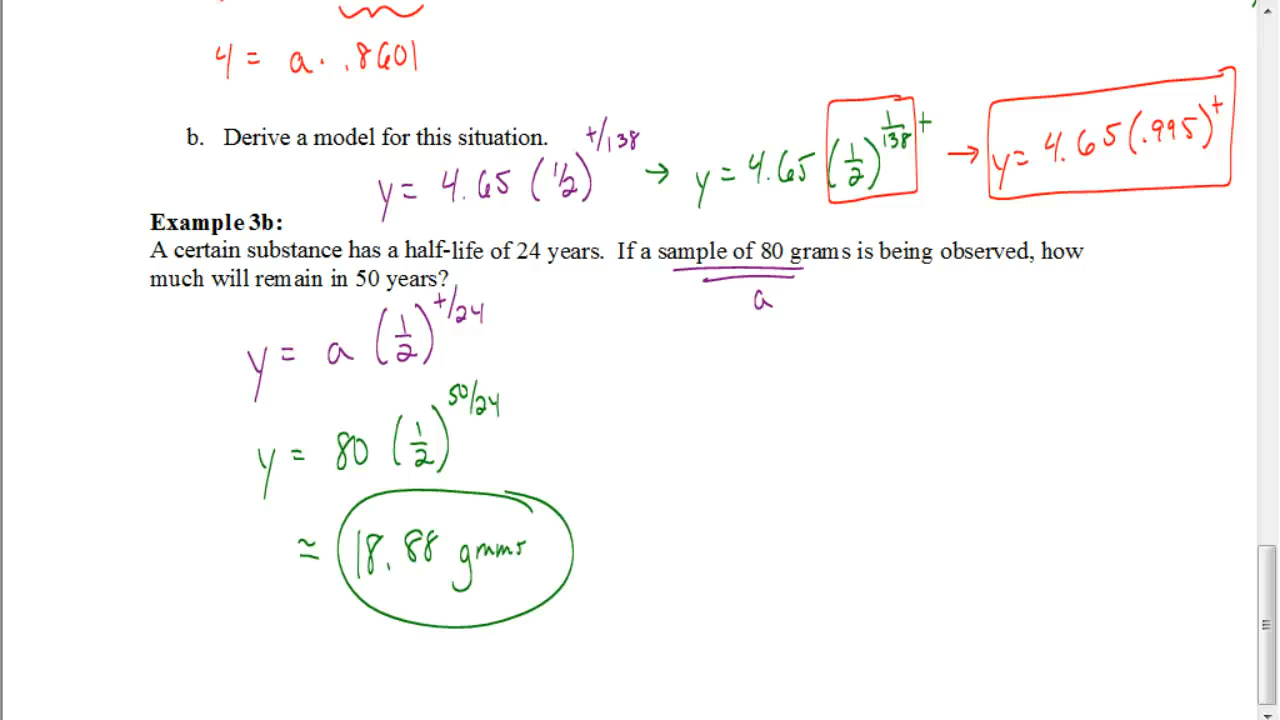 4 = a · .8601
b. Derive a model for this situation.
y = 4.65 (1/2)^t/138 → y = 4.65 (1/2)^1/138 t → y = 4.65 (.995)^t
Example 3b:
A certain substance has a half-life of 24 years. If a sample of 80 grams is being observed, how
much will remain in 50 years?
a
y = a (1/2)^t/24
y = 80 (1/2)^50/24
≃ 18.88 grams